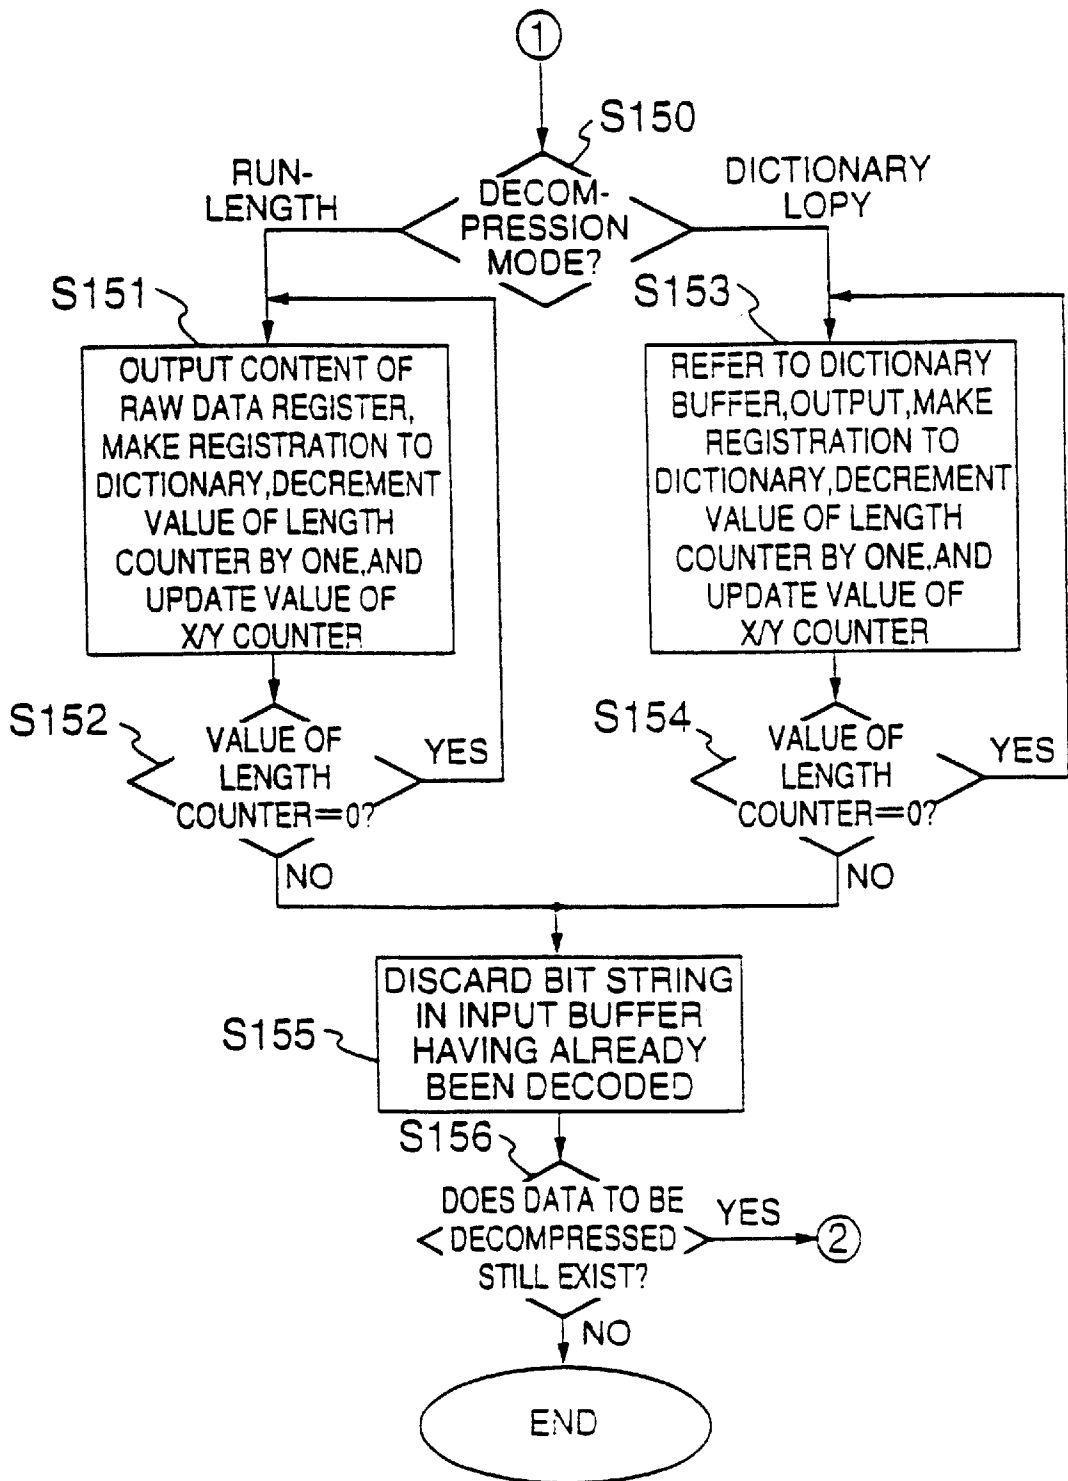 1
S150
RUN-
LENGTH
DECOM-
PRESSION
MODE?
DICTIONARY
LOPY
S151
OUTPUT CONTENT OF
RAW DATA REGISTER,
MAKE REGISTRATION TO
DICTIONARY,DECREMENT
VALUE OF LENGTH
COUNTER BY ONE,AND
UPDATE VALUE OF
X/Y COUNTER
S153
REFER TO DICTIONARY
BUFFER,OUTPUT,MAKE
REGISTRATION TO
DICTIONARY,DECREMENT
VALUE OF LENGTH
COUNTER BY ONE,AND
UPDATE VALUE OF
X/Y COUNTER
S152
VALUE OF
LENGTH
COUNTER=0?
YES
NO
S154
VALUE OF
LENGTH
COUNTER=0?
YES
NO
S155
DISCARD BIT STRING
IN INPUT BUFFER
HAVING ALREADY
BEEN DECODED
S156
DOES DATA TO BE
DECOMPRESSED
STILL EXIST?
YES
2
NO
END